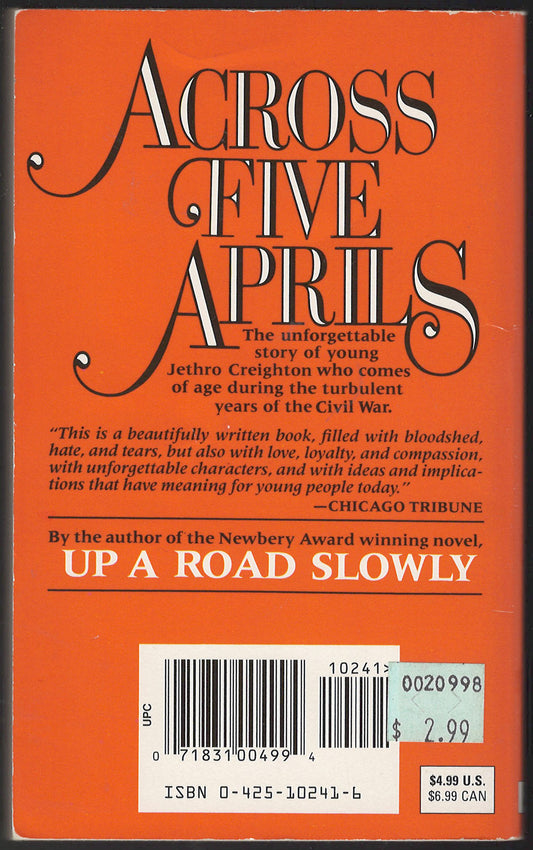 ACROSS
FIVE
APRILS
The unforgettable
story of young
Jethro Creighton who comes
of age during the turbulent
years of the Civil War.
"This is a beautifully written book, filled with bloodshed,
hate, and tears, but also with love, loyalty, and compassion,
with unforgettable characters, and with ideas and implica-
tions that have meaning for young people today."
—CHICAGO TRIBUNE
By the author of the Newbery Award winning novel,
UP A ROAD SLOWLY
10241>
0020998
$ 2.99
UPC
0 71831 00499 4
ISBN 0-425-10241-6
$4.99 U.S.
$6.99 CAN